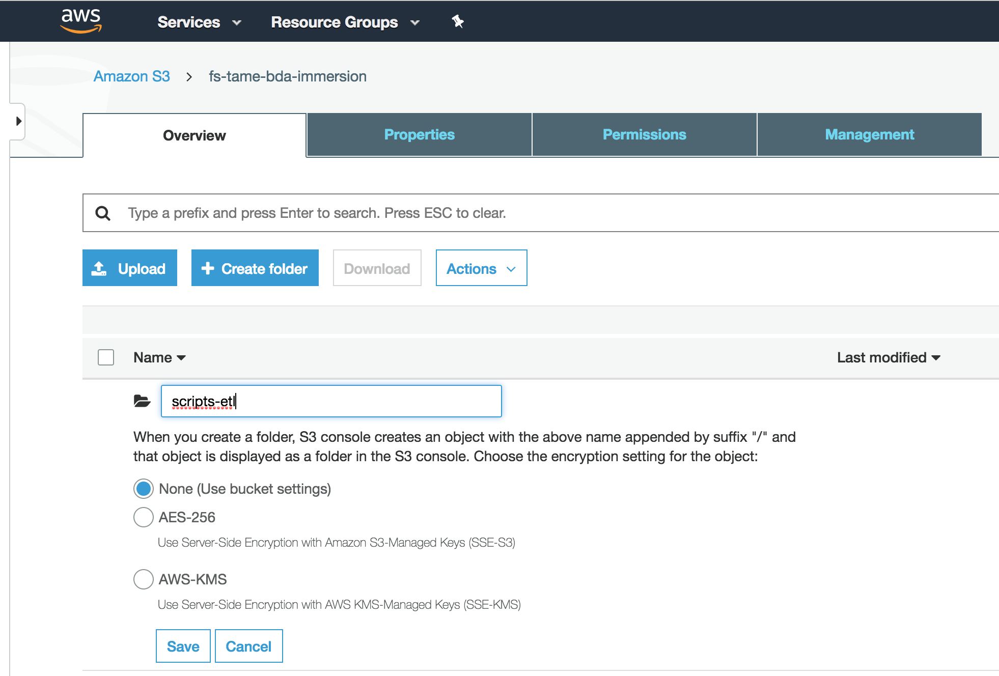 aws Services Resource Groups
Amazon S3 > fs-tame-bda-immersion
Overview Properties Permissions Management
Type a prefix and press Enter to search. Press ESC to clear.
Upload Create folder Download Actions
Name Last modified
scripts-etl
When you create a folder, S3 console creates an object with the above name appended by suffix "/" and
that object is displayed as a folder in the S3 console. Choose the encryption setting for the object:
None (Use bucket settings)
AES-256
Use Server-Side Encryption with Amazon S3-Managed Keys (SSE-S3)
AWS-KMS
Use Server-Side Encryption with AWS KMS-Managed Keys (SSE-KMS)
Save Cancel